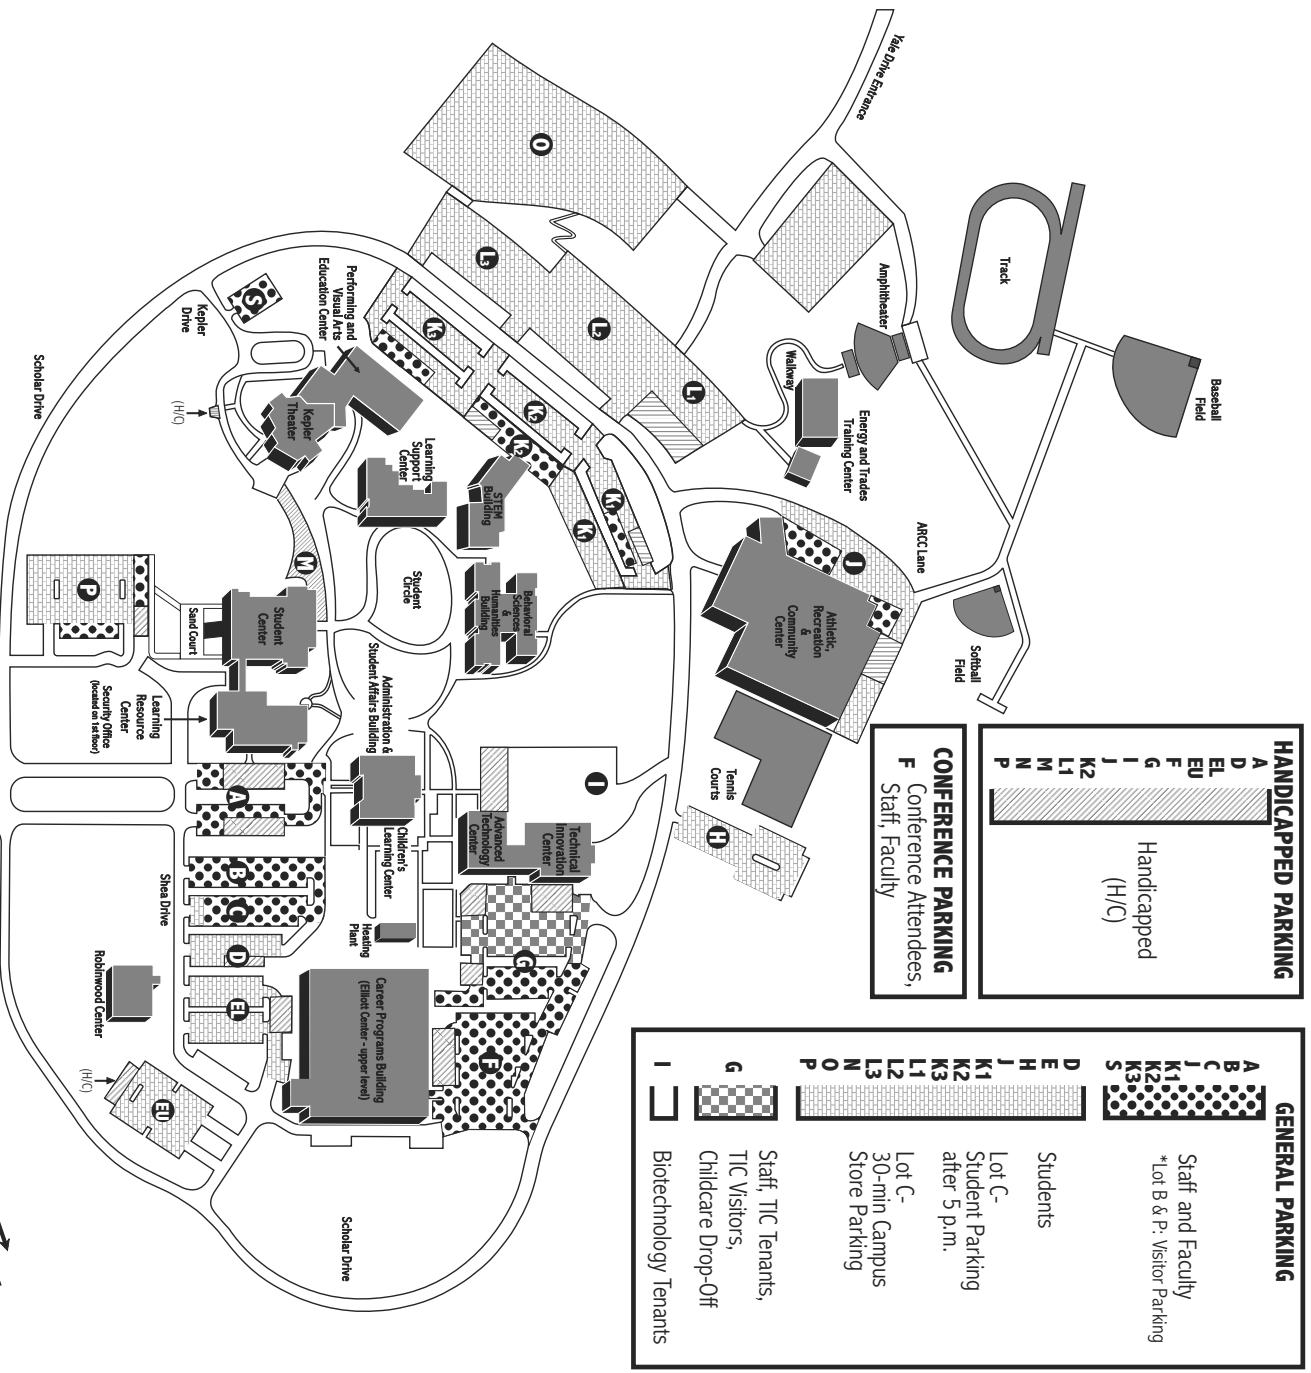 Yale Drive Entrance
Track
Baseball
Field
Amphitheater
Walkway
Energy and Trades
Training Center
ARCC Lane
Softball
Field
Athletic,
Recreation
&
Community
Center
Tennis
Courts
O
L3
L2
L1
K3
K2
K2
K1
K1
J
H
I
S
M
P
A
B
C
D
EL
EU
G
F
Performing and
Visual Arts
Education Center
Kepler
Drive
Scholar Drive
(H/C)
Kepler
Theater
Learning
Support
Center
STEM
Building
Behavioral
Sciences
&
Humanities
Building
Student
Circle
Student
Center
Sand Court
Administration &
Student Affairs Building
Learning
Resource
Center
Security Office
(located on 1st floor)
Children's
Learning Center
Advanced
Technology
Center
Technical
Innovation
Center
Heating
Plant
Shea Drive
Robinwood Center
Career Programs Building
(Elliott Center - upper level)
(H/C)
Scholar Drive
HANDICAPPED PARKING
A
D
EL
EU
F
G
I
J
K2
L1
M
N
P
Handicapped
(H/C)
CONFERENCE PARKING
F Conference Attendees,
Staff, Faculty
GENERAL PARKING
A
B
C
J
K1
K2
K3
S
Staff and Faculty
*Lot B & P: Visitor Parking
D
E
H
J
K1
K2
K3
L1
L2
L3
N
O
P
Students
Lot C-
Student Parking
after 5 p.m.
Lot C-
30-min Campus
Store Parking
G
Staff, TIC Tenants,
TIC Visitors,
Childcare Drop-Off
I
Biotechnology Tenants